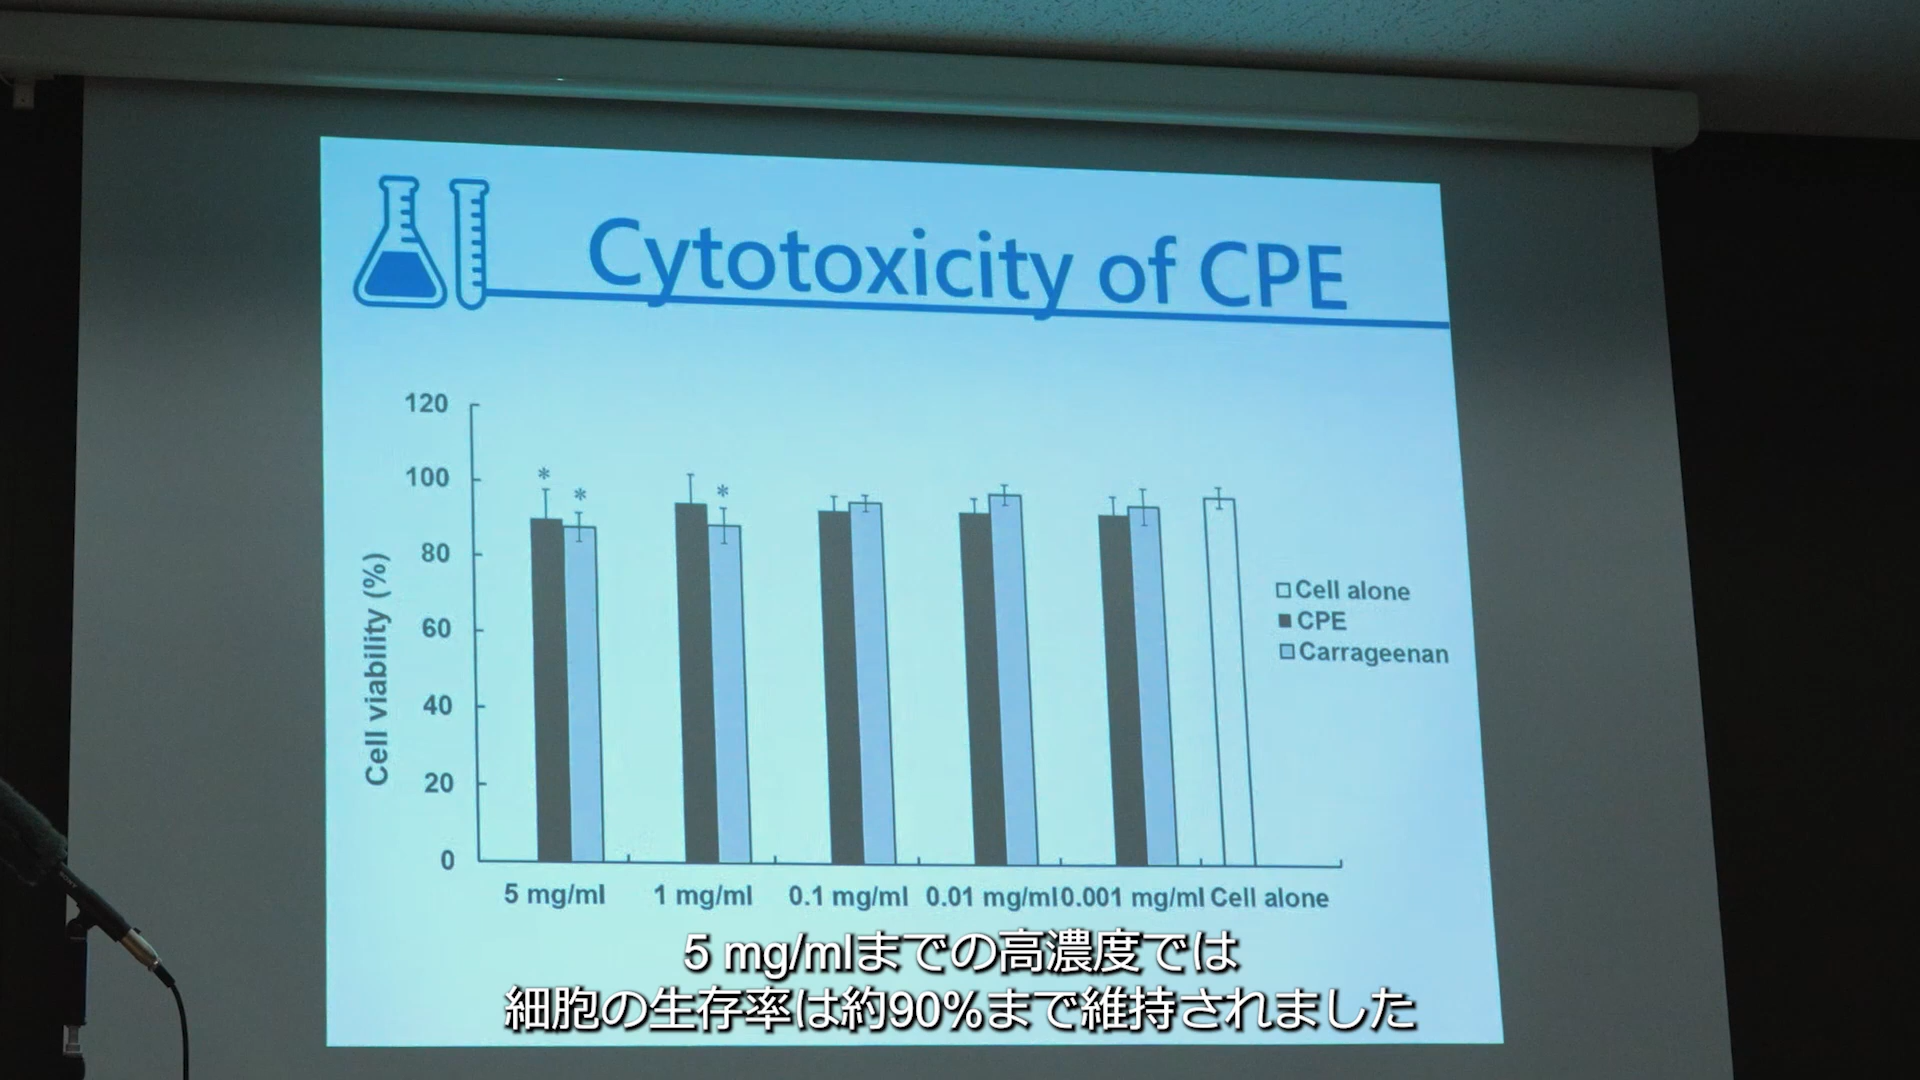 Cytotoxicity of CPE
120
100
80
60
40
20
0
Cell viability (%)
*
*
*
Cell alone
CPE
Carrageenan
5 mg/ml
1 mg/ml
0.1 mg/ml
0.01 mg/ml
0.001 mg/ml
Cell alone
5 mg/mlまでの高濃度では
細胞の生存率は約90%まで維持されました